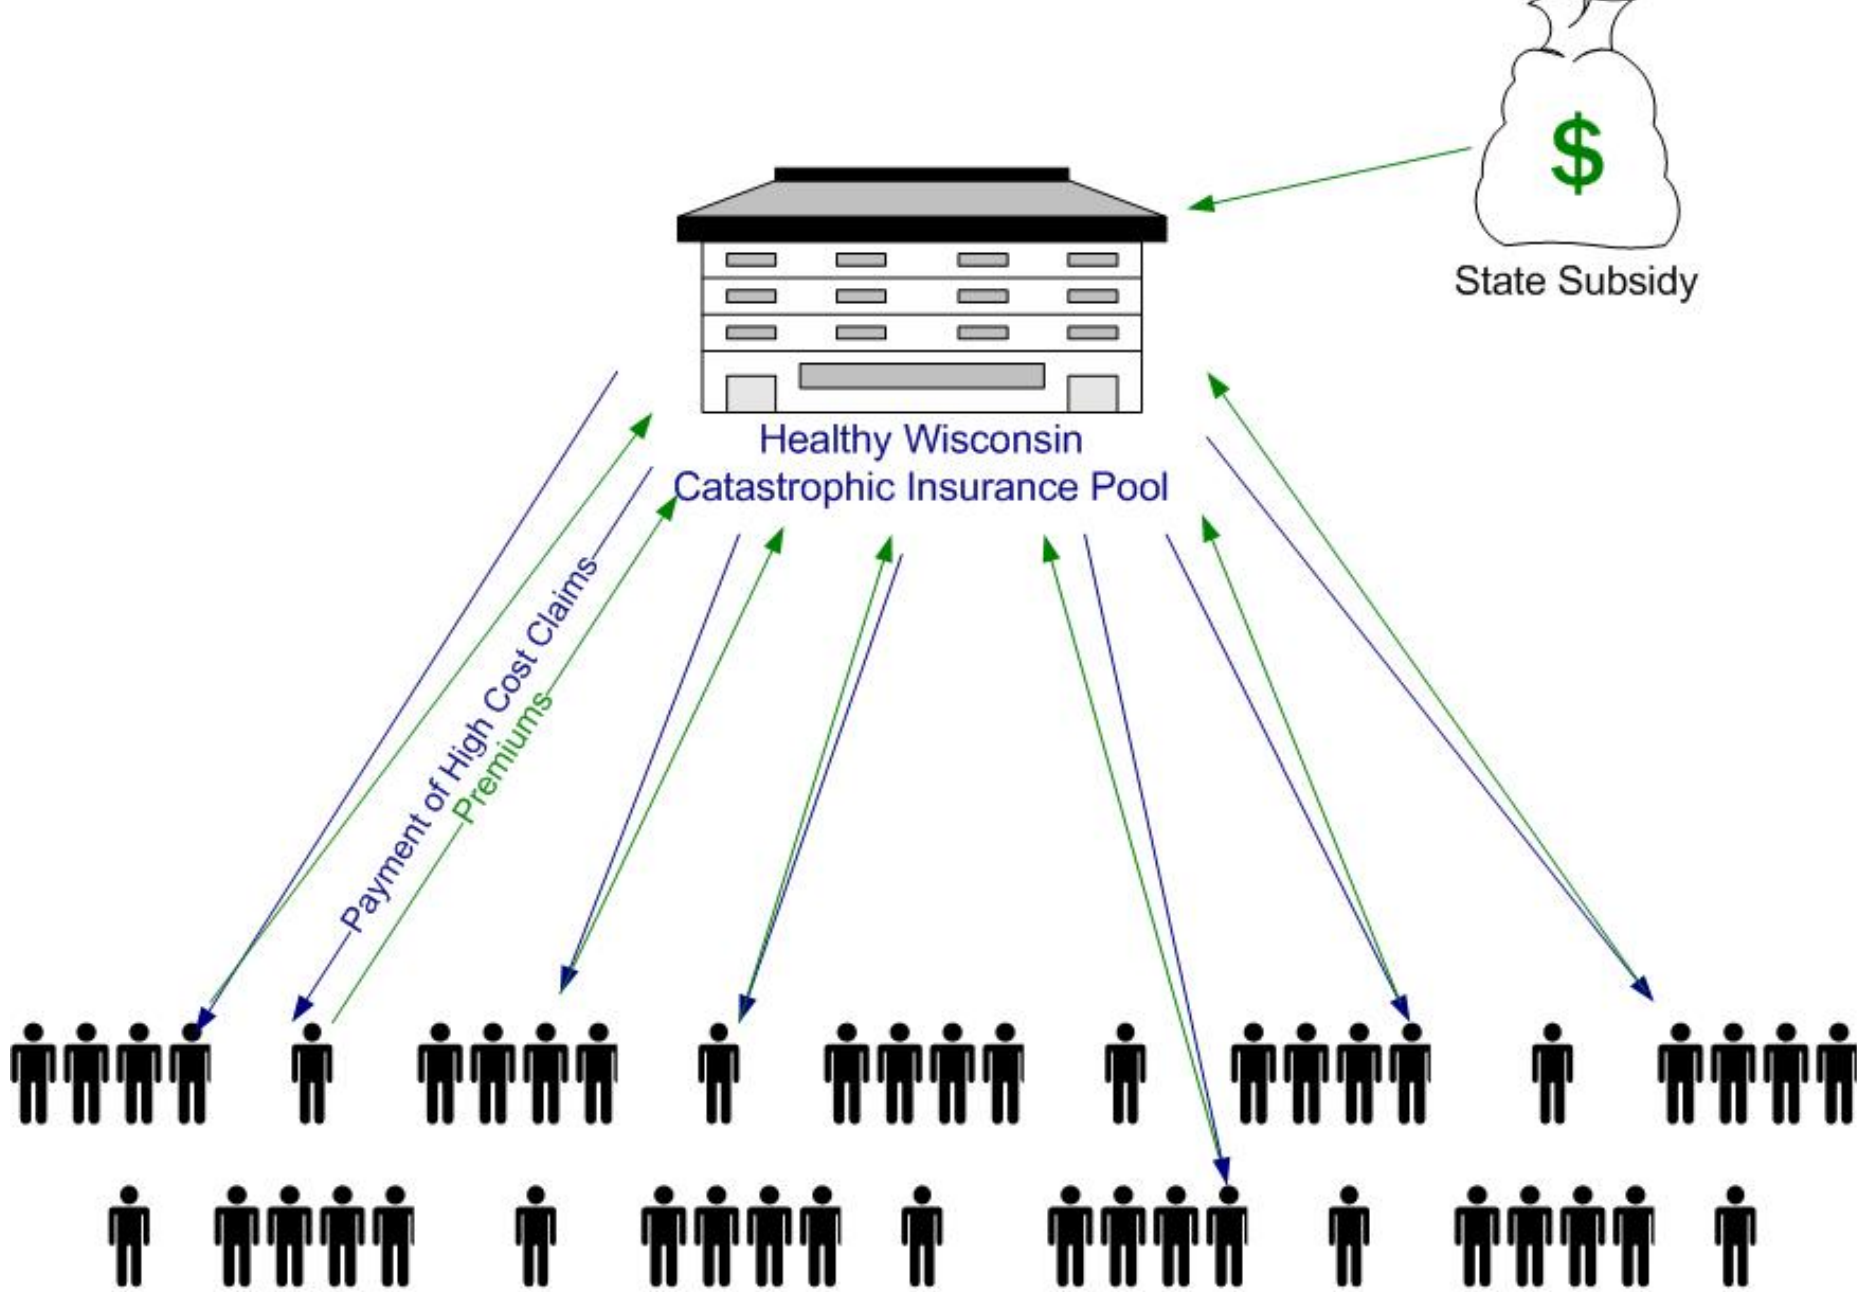 $
State Subsidy
Healthy Wisconsin
Catastrophic Insurance Pool
Payment of High Cost Claims
Premiums